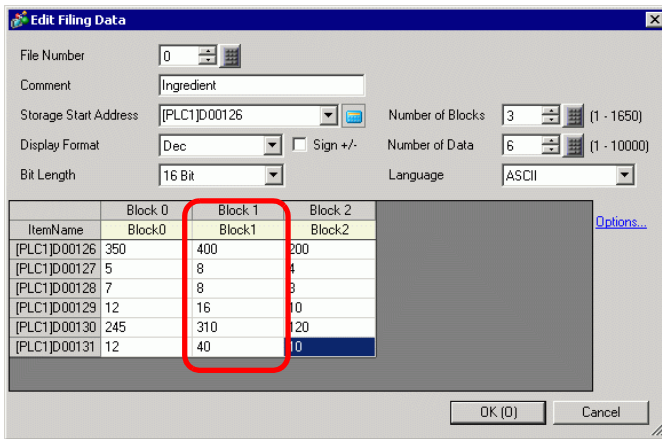 Edit Filing Data
File Number 0
Comment Ingredient
Storage Start Address [PLC1]D00126 Number of Blocks 3 (1 - 1650)
Display Format Dec Sign +/- Number of Data 6 (1 - 10000)
Bit Length 16 Bit Language ASCII
Block 0 Block 1 Block 2
Options...
ItemName Block0 Block1 Block2
[PLC1]D00126 350 400 200
[PLC1]D00127 5 8 4
[PLC1]D00128 7 8
[PLC1]D00129 12 16 10
[PLC1]D00130 245 310 120
[PLC1]D00131 12 40 10
OK (O) Cancel